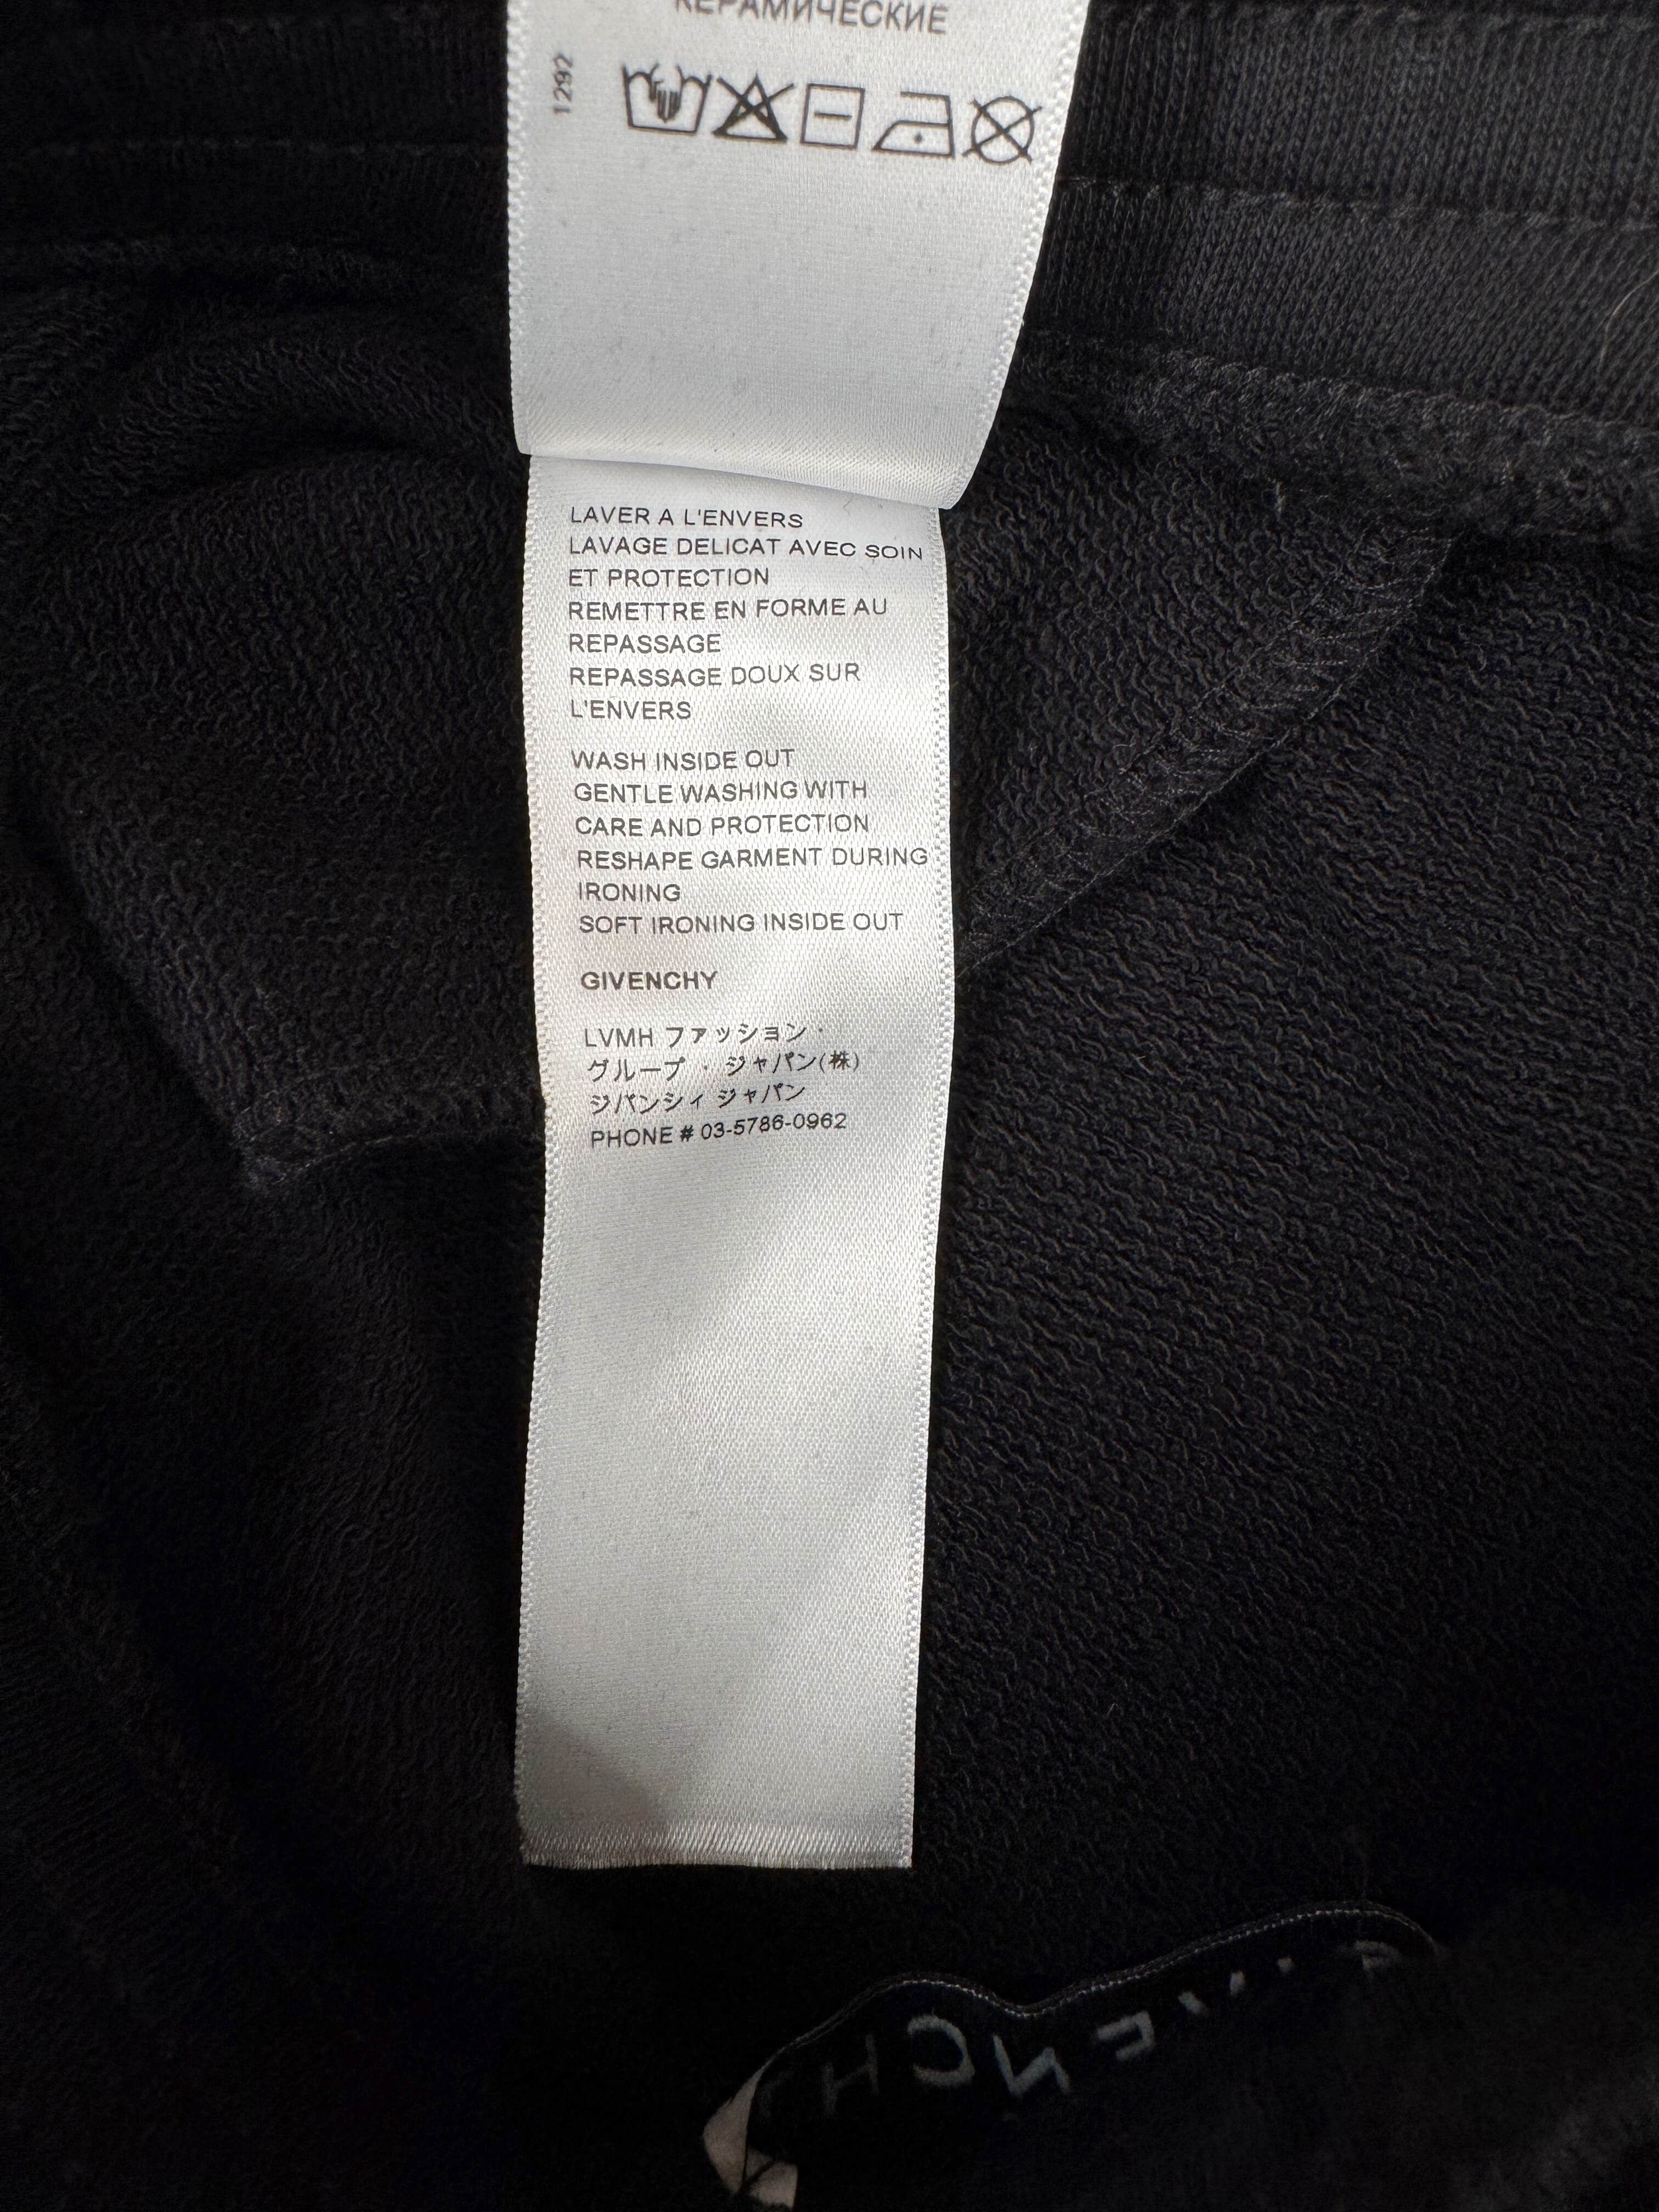 КЕРАМИЧЕСКИЕ
1292
LAVER A L'ENVERS
LAVAGE DELICAT AVEC SOIN
ET PROTECTION
REMETTRE EN FORME AU
REPASSAGE
REPASSAGE DOUX SUR
L'ENVERS
WASH INSIDE OUT
GENTLE WASHING WITH
CARE AND PROTECTION
RESHAPE GARMENT DURING
IRONING
SOFT IRONING INSIDE OUT
GIVENCHY
LVMH ファッション・
グループ・ジャパン(株)
ジバンシィ ジャパン
PHONE # 03-5786-0962